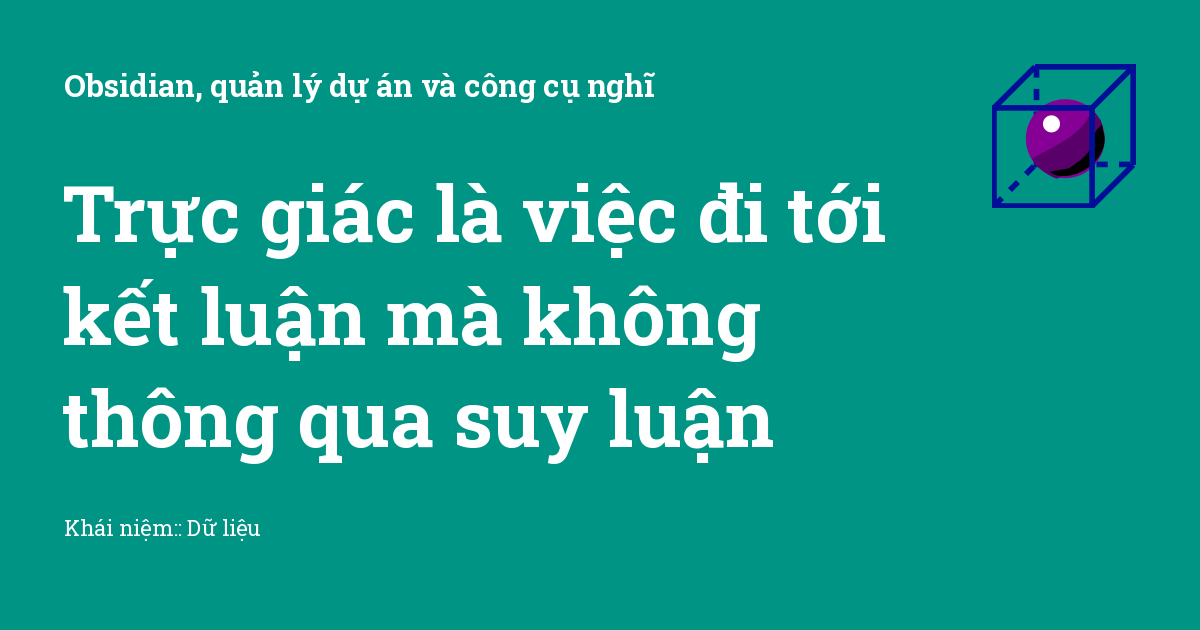 Obsidian, quản lý dự án và công cụ nghĩ
Trực giác là việc đi tới
kết luận mà không
thông qua suy luận
Khái niệm:: Dữ liệu